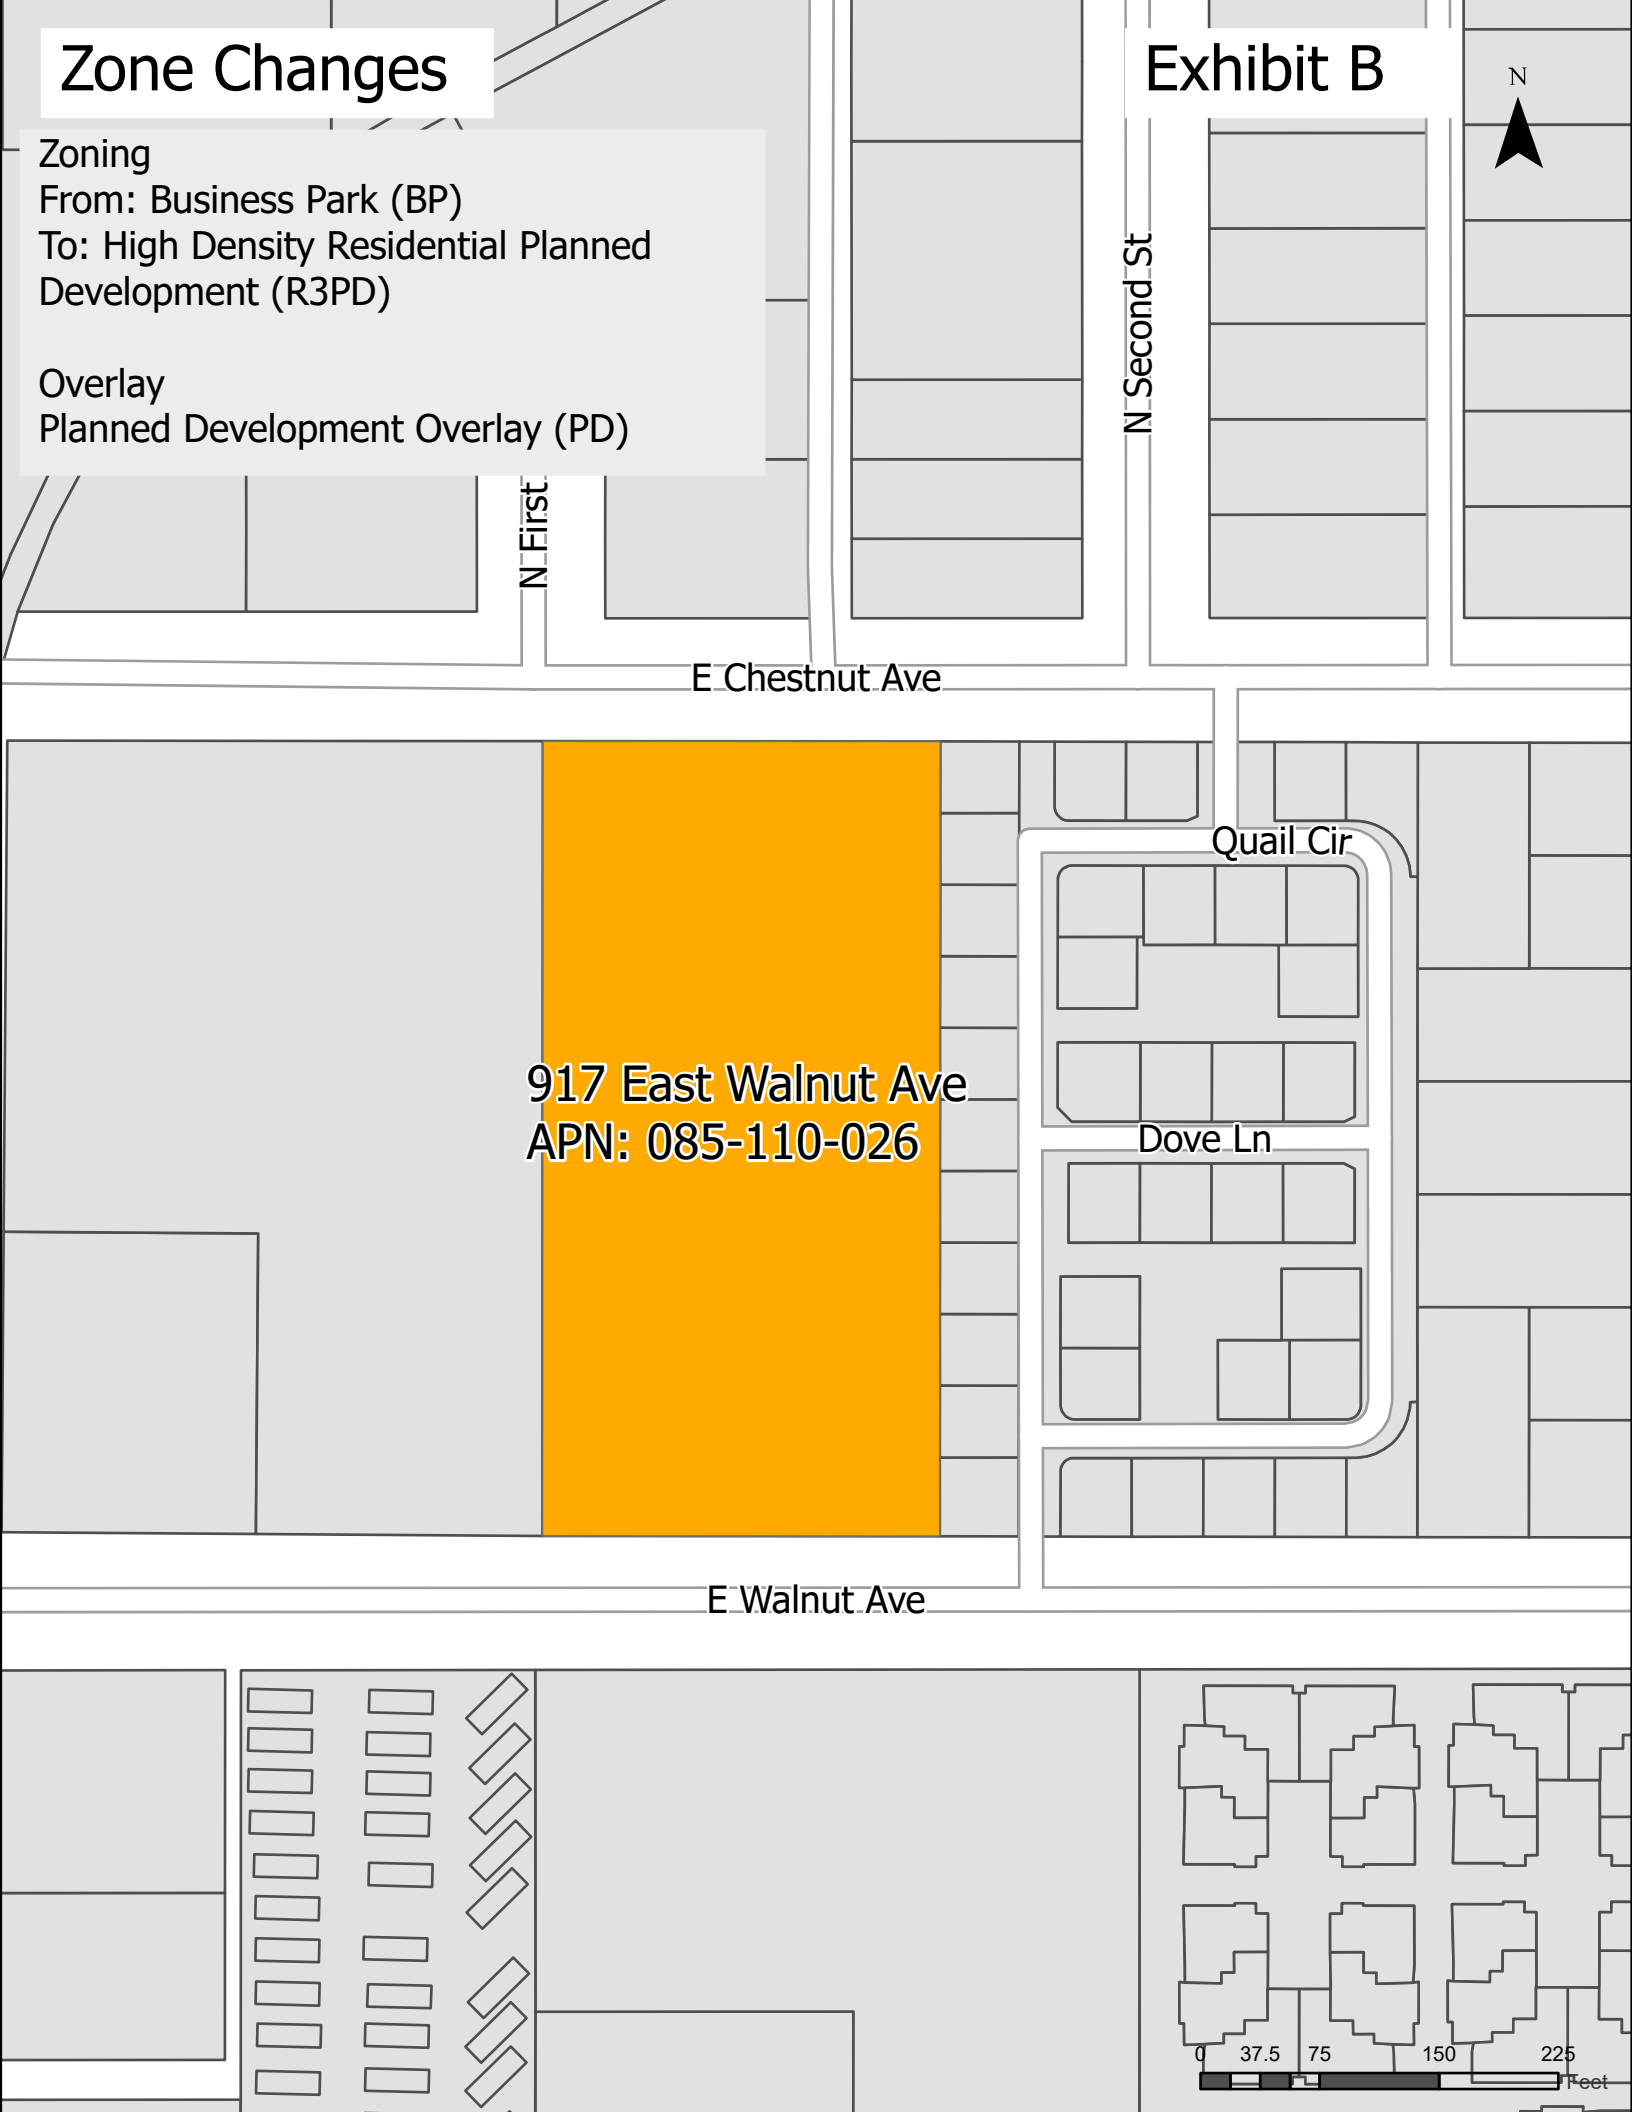 Zone Changes
Exhibit B
N
Zoning
From: Business Park (BP)
To: High Density Residential Planned
Development (R3PD)
Overlay
Planned Development Overlay (PD)
N Second St
N First
E Chestnut Ave
Quail Cir
917 East Walnut Ave
APN: 085-110-026
Dove Ln
E Walnut Ave
0 37.5 75 150 225
Feet